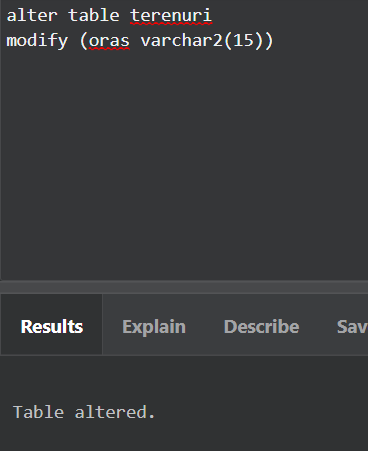 alter table terenuri
modify (oras varchar2(15))
Results Explain Describe Sav
Table altered.